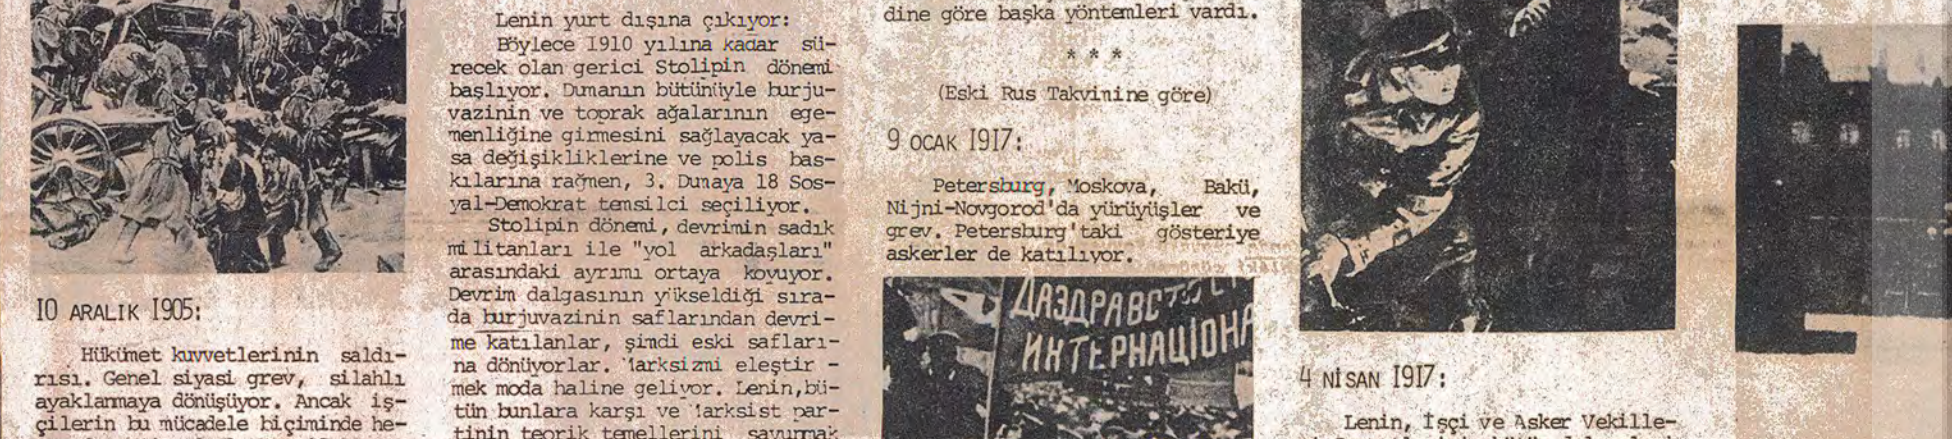 10 ARALIK 1905:
Hükümet kuvvetlerinin saldı-
rısı. Genel siyasi grev, silahlı
ayaklanmaya dönüşüyor. Ancak iş-
çilerin bu mücadele biçiminde he-
Lenin yurt dışına çıkıyor:
Böylece 1910 yılına kadar sü-
recek olan gerici Stolipin dönemi
başlıyor. Dumanın bütünüyle burju-
vazinin ve toprak ağalarının ege-
menliğine girmesini sağlayacak ya-
sa değişikliklerine ve polis bas-
kılarına rağmen, 3. Dumaya 18 Sos-
yal-Demokrat temsilci seçiliyor.
Stolipin dönemi, devrimin sadık
militanları ile "yol arkadaşları"
arasındaki ayrımı ortaya koyuyor.
Devrim dalgasının yükseldiği sıra-
da burjuvazinin saflarından devri-
me katılanlar, şimdi eski safları-
na dönüyorlar. Marksizmi eleştir -
mek moda haline geliyor. Lenin, bü-
tün bunlara karşı ve Marksist par-
tinin teorik temellerini savunmak
dine göre başka yöntemleri vardı.
* * *
(Eski Rus Takvimine göre)
9 OCAK 1917:
Petersburg, Moskova, Bakü,
Nijni-Novgorod'da yürüyüşler ve
grev. Petersburg'taki gösteriye
askerler de katılıyor.
ДАЗДРАВСТ
ИНТЕРНАЦІОНА
4 NİSAN 1917:
Lenin, İşçi ve Asker Vekille-